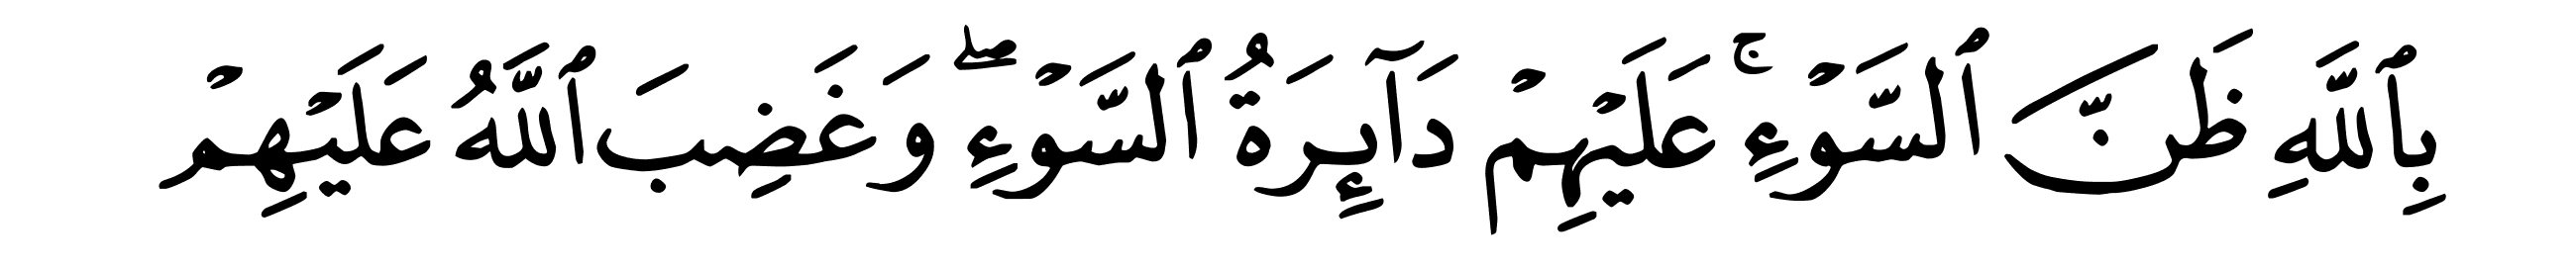 بِٱللَّهِ ظَنَّ ٱلسَّوْءِ ۚ عَلَيْهِمْ دَآئِرَةُ ٱلسَّوْءِ ۖ وَغَضِبَ ٱللَّهُ عَلَيْهِمْ